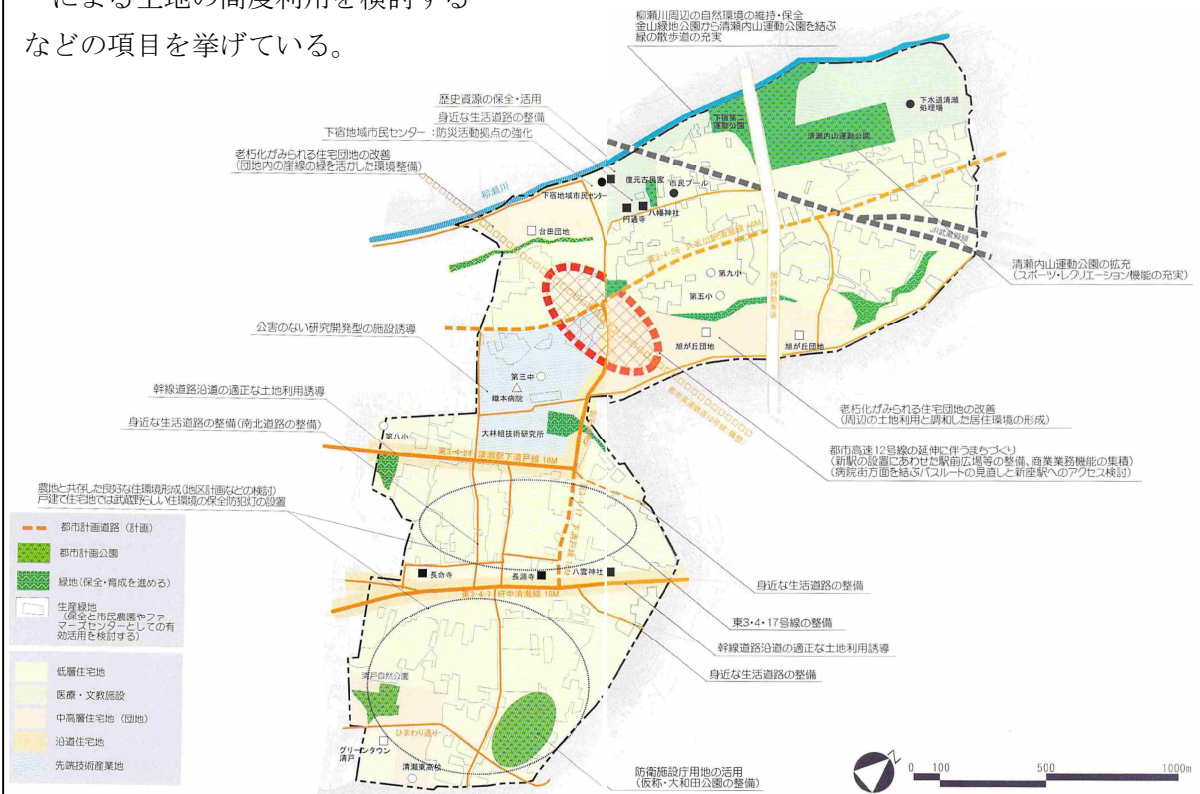 による土地の高度利用を検討する
などの項目を挙げている。
柳瀬川周辺の自然環境の維持・保全
金山緑地公園から清瀬内山運動公園を結ぶ
緑の散歩道の充実
歴史資源の保全・活用
身近な生活道路の整備
下宿地域市民センター：防災活動拠点の強化
老朽化がみられる住宅団地の改善
(団地内の崖線の緑を活かした環境整備)
下水道清瀬
処理場
下宿第二
運動公園
清瀬内山運動公園
柳瀬川
下宿地域市民センター
復元古民家
市民プール
円通寺
八幡神社
台田団地
JR武蔵野線
関越自動車道
清瀬内山運動公園の拡充
(スポーツ・レクリエーション機能の充実)
第九小
第五小
旭が丘団地
旭が丘団地
公害のない研究開発型の施設誘導
第三中
織本病院
大林組技術研究所
幹線道路沿道の適正な土地利用誘導
身近な生活道路の整備(南北道路の整備)
第八小
東3・4・24 清瀬駅下清戸線 16M
老朽化がみられる住宅団地の改善
(周辺の土地利用と調和した居住環境の形成)
都市高速12号線の延伸に伴うまちづくり
(新駅の設置にあわせた駅前広場等の整備、商業業務機能の集積)
(病院街方面を結ぶバスルートの見直しと新座駅へのアクセス検討)
農地と共存した良好な住環境形成(地区計画などの検討)
戸建て住宅地では武蔵野らしい住環境の保全防犯灯の設置
長命寺
長源寺
八雲神社
東3・4・7 府中清瀬線 18M
身近な生活道路の整備
東3・4・17号線の整備
幹線道路沿道の適正な土地利用誘導
身近な生活道路の整備
清戸自然公園
ひまわり通り
グリーンタウン
清戸
清瀬東高校
防衛施設庁用地の活用
(仮称・大和田公園の整備)
都市計画道路（計画）
都市計画公園
緑地(保全・育成を進める)
生産緑地
(保全と市民農園やファ
ーマーズセンターとしての有
効活用を検討する)
低層住宅地
医療・文教施設
中高層住宅地（団地）
沿道住宅地
先端技術産業地
Z
0 100 500 1000m